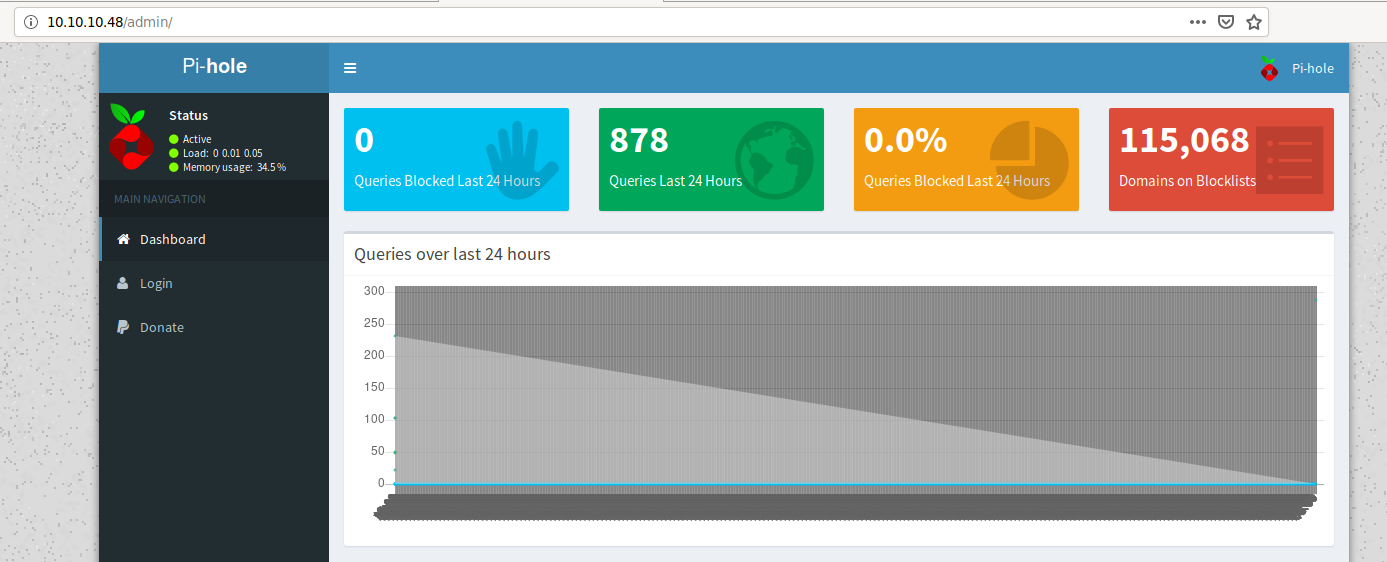 10.10.10.48/admin/
Pi-hole
Pi-hole
Status
Active
Load: 0 0.01 0.05
Memory usage: 34.5 %
MAIN NAVIGATION
Dashboard
Login
Donate
0
Queries Blocked Last 24 Hours
878
Queries Last 24 Hours
0.0%
Queries Blocked Last 24 Hours
115,068
Domains on Blocklists
Queries over last 24 hours
300
250
200
150
100
50
0